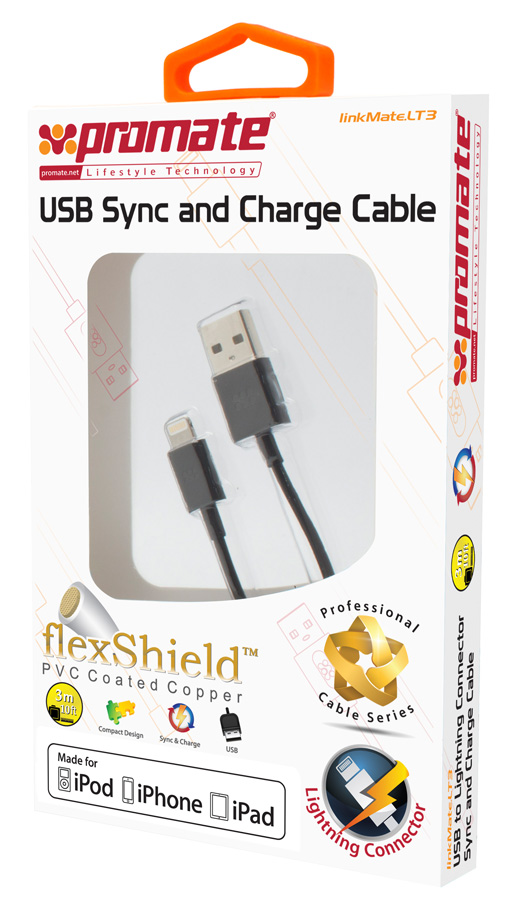 linkMate.LT3
promate®
promate.net Lifestyle Technology
USB Sync and Charge Cable
flexShield™
PVC Coated Copper
3m
10ft
Compact Design
Sync & Charge
USB
Made for
iPod iPhone iPad
Professional
Cable Series
Lightning Connector
promate®
promate.net Lifestyle Technology
3m
10ft
linkMate.LT3
USB to Lightning Connector
Sync and Charge Cable